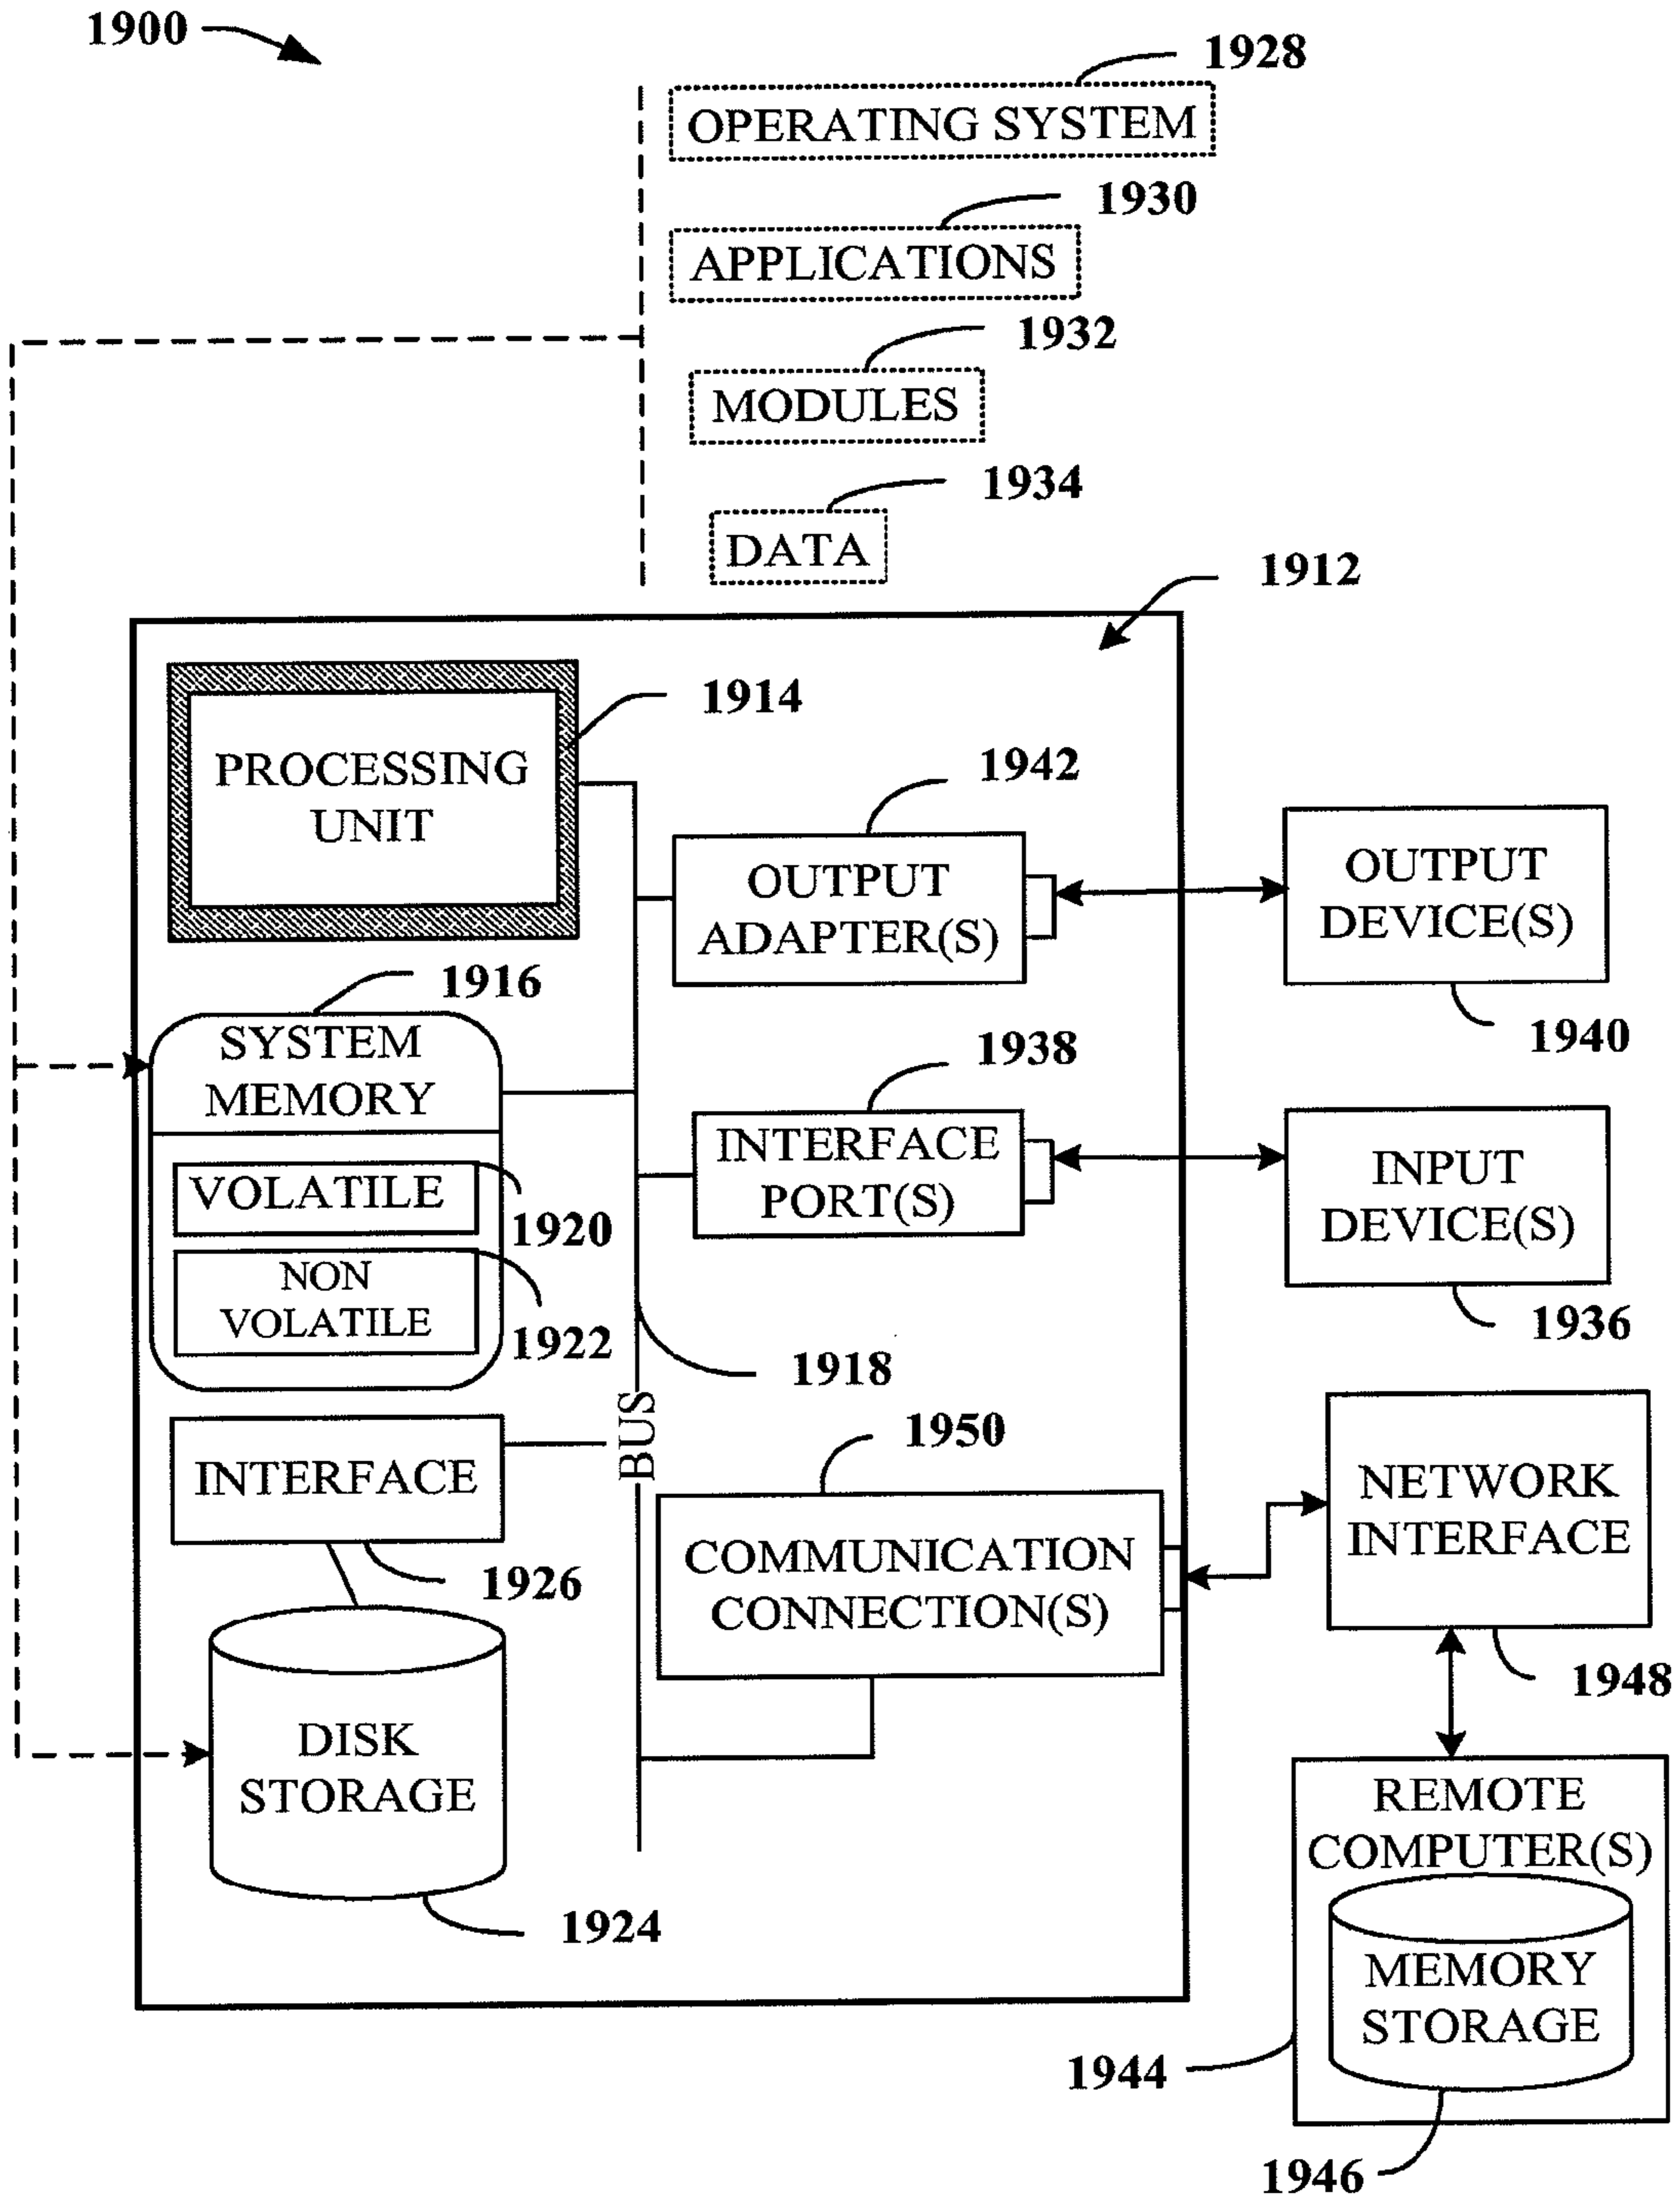 1900
1928
OPERATING SYSTEM
1930
APPLICATIONS
1932
MODULES
1934
DATA
1912
1914
PROCESSING
UNIT
1942
OUTPUT
ADAPTER(S)
OUTPUT
DEVICE(S)
1940
1916
SYSTEM
MEMORY
1938
INTERFACE
PORT(S)
INPUT
DEVICE(S)
1936
VOLATILE
1920
NON
VOLATILE
1922
1918
BUS
INTERFACE
1926
1950
COMMUNICATION
CONNECTION(S)
NETWORK
INTERFACE
1948
DISK
STORAGE
1924
REMOTE
COMPUTER(S)
MEMORY
STORAGE
1944
1946